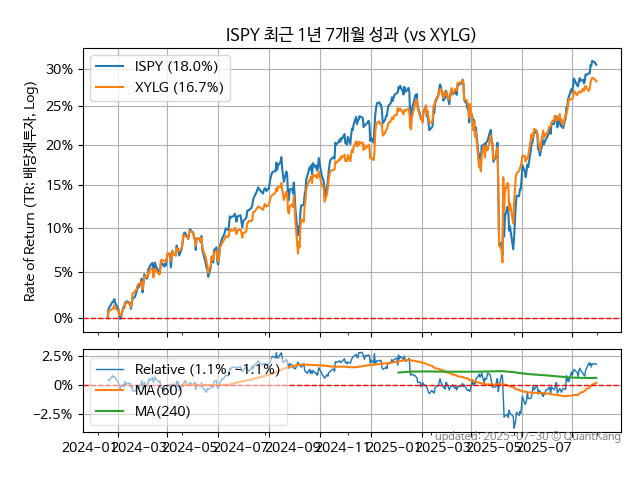 ISPY 최근 1년 7개월 성과 (vs XYLG)
Rate of Return (TR: 배당재투자, Log)
30%
25%
20%
15%
10%
5%
0%
ISPY (18.0%)
XYLG (16.7%)
2.5%
0%
−2.5%
Relative (1.1%, −1.1%)
MA(60)
MA(240)
2024-01 2024-03 2024-05 2024-07 2024-09 2024-11 2025-01 2025-03 2025-05 2025-07
updated: 2025-07-30 © QuantKang